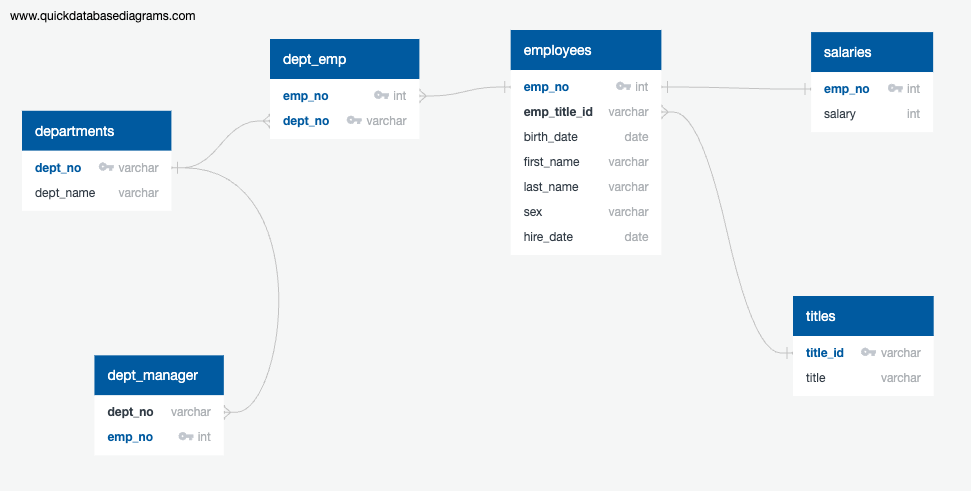 www.quickdatabasediagrams.com
departments
dept_no varchar
dept_name varchar
dept_emp
emp_no int
dept_no varchar
employees
emp_no int
emp_title_id varchar
birth_date date
first_name varchar
last_name varchar
sex varchar
hire_date date
salaries
emp_no int
salary int
titles
title_id varchar
title varchar
dept_manager
dept_no varchar
emp_no int